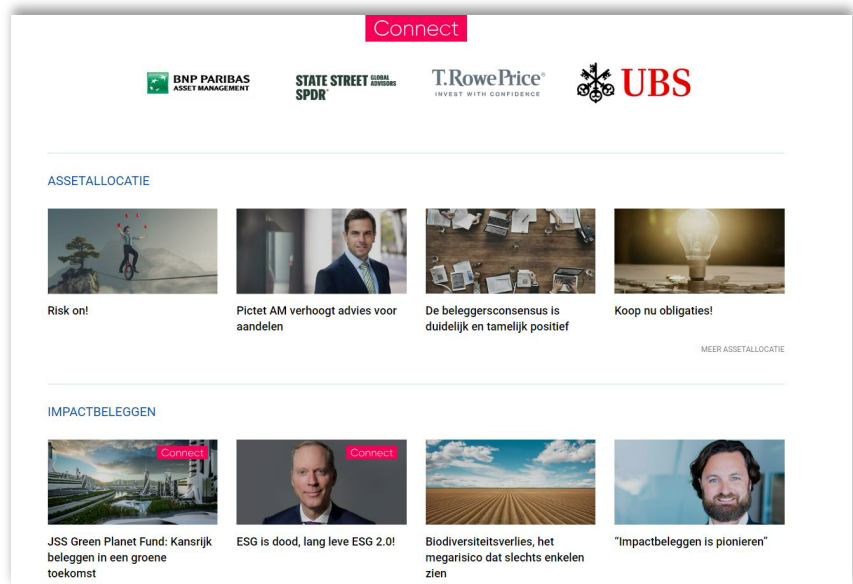 Connect
BNP PARIBAS
ASSET MANAGEMENT
STATE STREET GLOBAL ADVISORS
SPDR®
T.RowePrice®
INVEST WITH CONFIDENCE
UBS
ASSETALLOCATIE
Risk on!
Pictet AM verhoogt advies voor
aandelen
De beleggersconsensus is
duidelijk en tamelijk positief
Koop nu obligaties!
MEER ASSETALLOCATIE
IMPACTBELEGGEN
Connect
Connect
JSS Green Planet Fund: Kansrijk
beleggen in een groene
toekomst
ESG is dood, lang leve ESG 2.0!
Biodiversiteitsverlies, het
megarisico dat slechts enkelen
zien
“Impactbeleggen is pionieren”